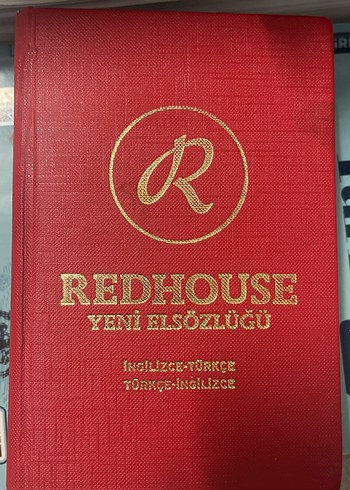 R
REDHOUSE
YENİ ELSÖZLÜĞÜ
İNGİLİZCE-TÜRKÇE
TÜRKÇE-İNGİLİZCE